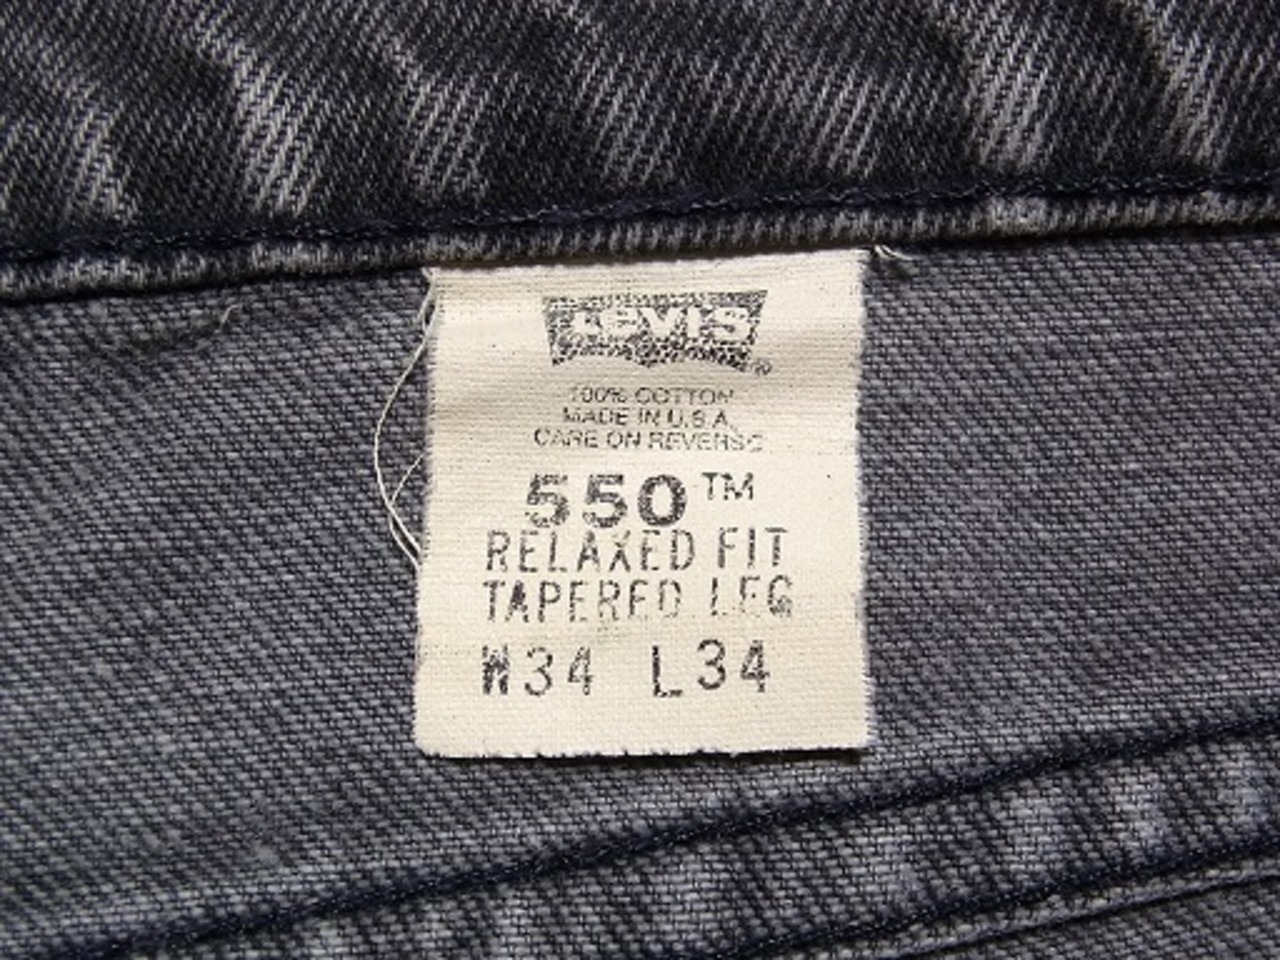 LEVI'S ®
100% COTTON
MADE IN U.S.A.
CARE ON REVERSE
550™
RELAXED FIT
TAPERED LEG
W34 L34